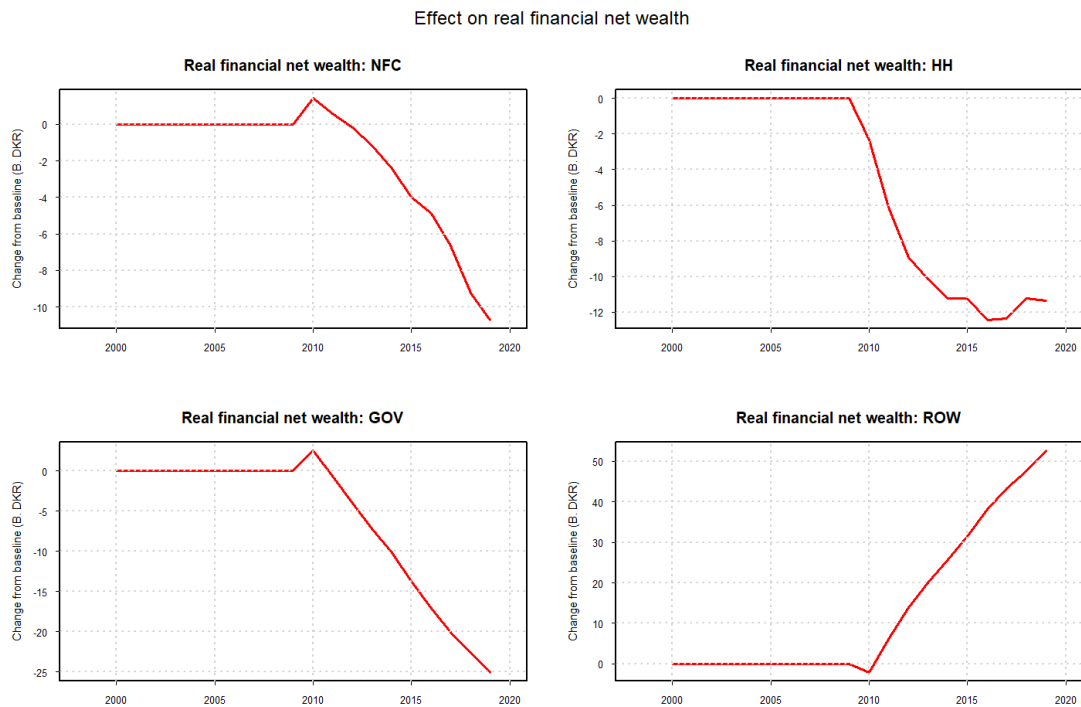 Effect on real financial net wealth
Real financial net wealth: NFC
Change from baseline (B. DKR)
0
-2
-4
-6
-8
-10
2000 2005 2010 2015 2020
Real financial net wealth: HH
Change from baseline (B. DKR)
0
-2
-4
-6
-8
-10
-12
2000 2005 2010 2015 2020
Real financial net wealth: GOV
Change from baseline (B. DKR)
0
-5
-10
-15
-20
-25
2000 2005 2010 2015 2020
Real financial net wealth: ROW
Change from baseline (B. DKR)
50
40
30
20
10
0
2000 2005 2010 2015 2020